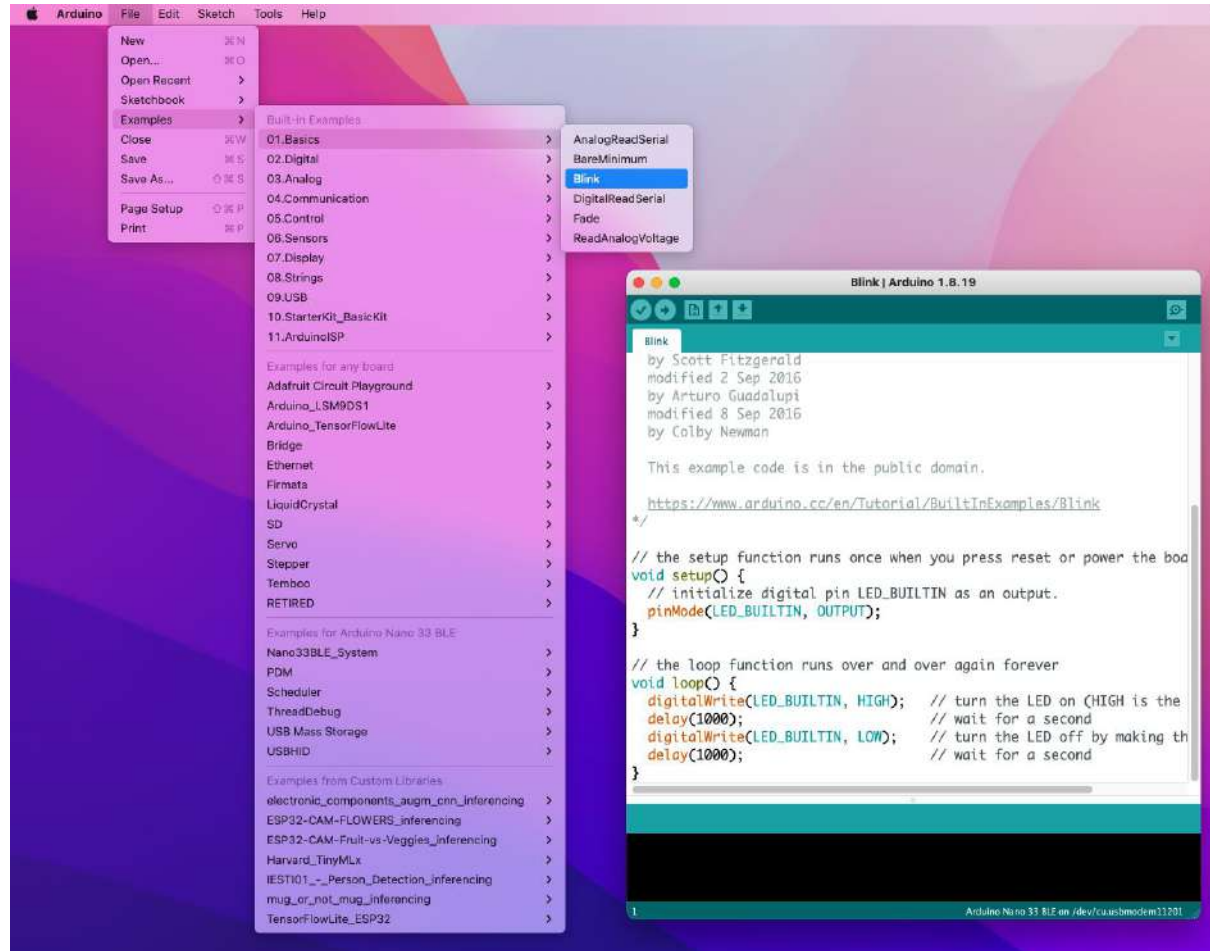 Arduino File Edit Sketch Tools Help
New ⌘N
Open... ⌘O
Open Recent >
Sketchbook >
Examples >
Close ⌘W
Save ⌘S
Save As... ⇧⌘S
Page Setup ⇧⌘P
Print ⌘P
Built-in Examples
01.Basics >
02.Digital >
03.Analog >
04.Communication >
05.Control >
06.Sensors >
07.Display >
08.Strings >
09.USB >
10.StarterKit_BasicKit >
11.ArduinoISP >
Examples for any board
Adafruit Circuit Playground >
Arduino_LSM9DS1 >
Arduino_TensorFlowLite >
Bridge >
Ethernet >
Firmata >
LiquidCrystal >
SD >
Servo >
Stepper >
Temboo >
RETIRED >
Examples for Arduino Nano 33 BLE
Nano33BLE_System >
PDM >
Scheduler >
ThreadDebug >
USB Mass Storage >
USBHID >
Examples from Custom Libraries
electronic_components_augm_cnn_inferencing >
ESP32-CAM-FLOWERS_inferencing >
ESP32-CAM-Fruit-vs-Veggies_inferencing >
Harvard_TinyMLx >
IESTI01_-_Person_Detection_inferencing >
mug_or_not_mug_inferencing >
TensorFlowLite_ESP32 >
AnalogReadSerial
BareMinimum
Blink
DigitalReadSerial
Fade
ReadAnalogVoltage
Blink | Arduino 1.8.19
Blink
by Scott Fitzgerald
modified 2 Sep 2016
by Arturo Guadalupi
modified 8 Sep 2016
by Colby Newman
This example code is in the public domain.
https://www.arduino.cc/en/Tutorial/BuiltInExamples/Blink
*/
// the setup function runs once when you press reset or power the boa
void setup() {
// initialize digital pin LED_BUILTIN as an output.
pinMode(LED_BUILTIN, OUTPUT);
}
// the loop function runs over and over again forever
void loop() {
digitalWrite(LED_BUILTIN, HIGH); // turn the LED on (HIGH is the
delay(1000); // wait for a second
digitalWrite(LED_BUILTIN, LOW); // turn the LED off by making th
delay(1000); // wait for a second
}
1 Arduino Nano 33 BLE on /dev/cu.usbmodem11201